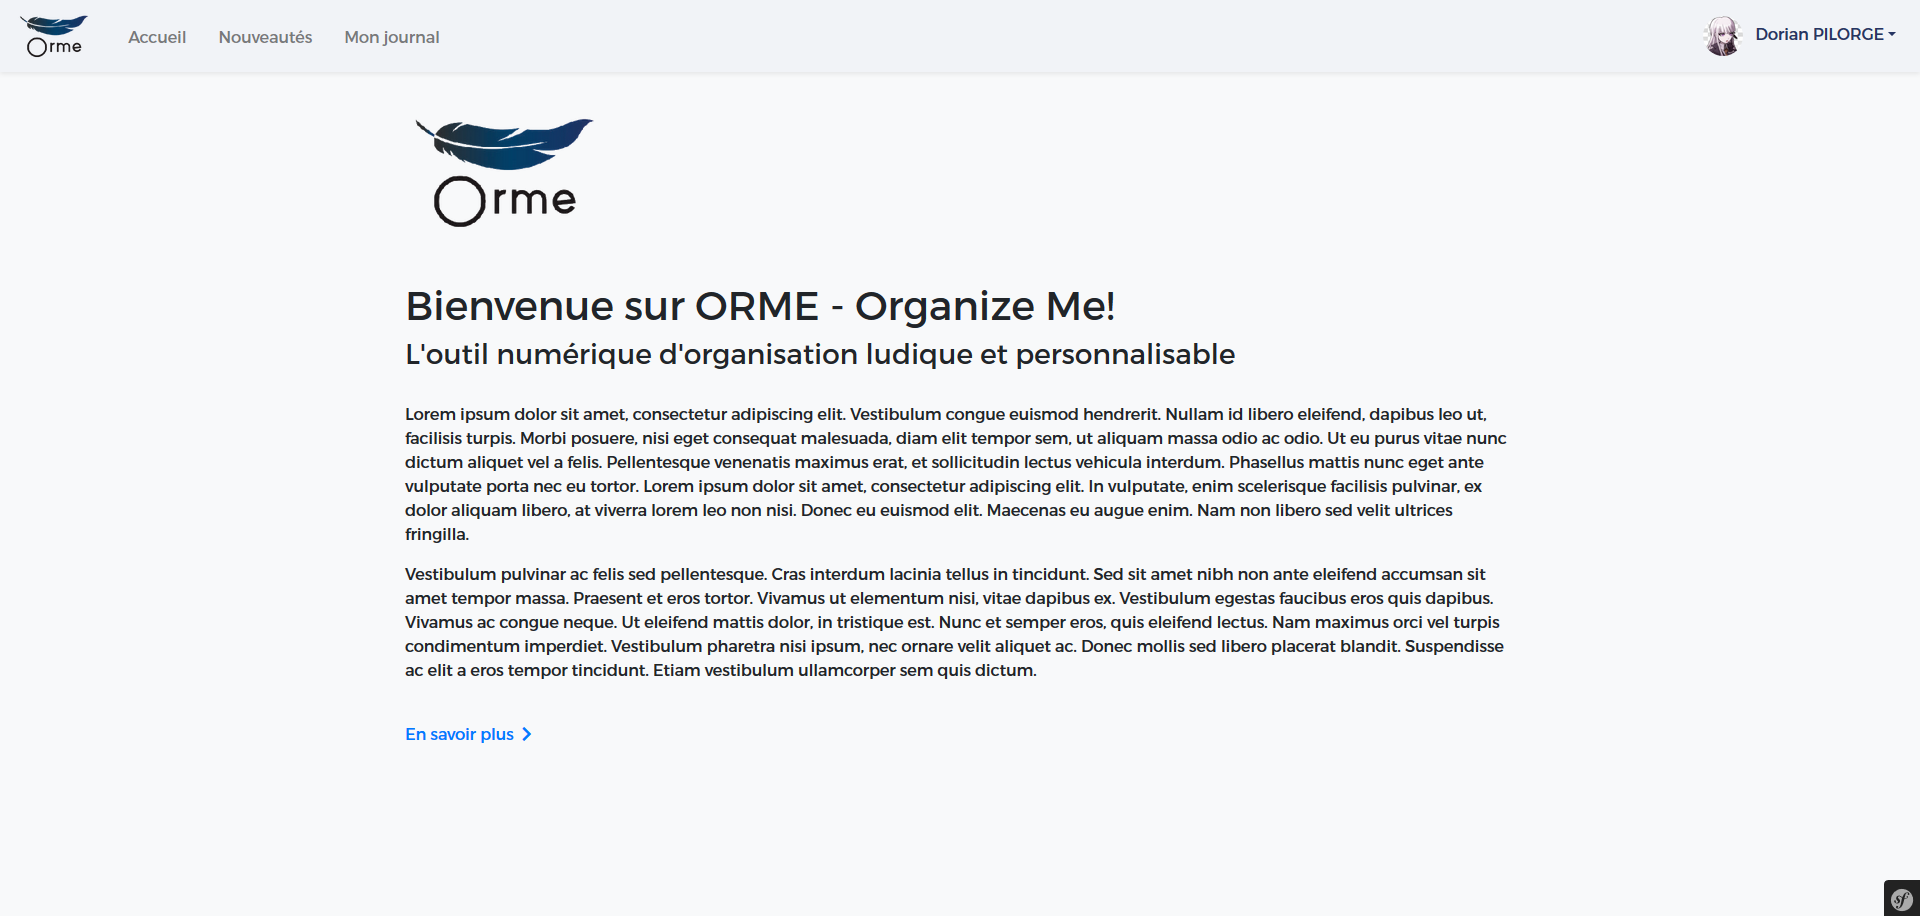 Orme
Accueil
Nouveautés
Mon journal
Dorian PILORGE
Orme
Bienvenue sur ORME - Organize Me!
L'outil numérique d'organisation ludique et personnalisable
Lorem ipsum dolor sit amet, consectetur adipiscing elit. Vestibulum congue euismod hendrerit. Nullam id libero eleifend, dapibus leo ut,
facilisis turpis. Morbi posuere, nisi eget consequat malesuada, diam elit tempor sem, ut aliquam massa odio ac odio. Ut eu purus vitae nunc
dictum aliquet vel a felis. Pellentesque venenatis maximus erat, et sollicitudin lectus vehicula interdum. Phasellus mattis nunc eget ante
vulputate porta nec eu tortor. Lorem ipsum dolor sit amet, consectetur adipiscing elit. In vulputate, enim scelerisque facilisis pulvinar, ex
dolor aliquam libero, at viverra lorem leo non nisi. Donec eu euismod elit. Maecenas eu augue enim. Nam non libero sed velit ultrices
fringilla.
Vestibulum pulvinar ac felis sed pellentesque. Cras interdum lacinia tellus in tincidunt. Sed sit amet nibh non ante eleifend accumsan sit
amet tempor massa. Praesent et eros tortor. Vivamus ut elementum nisi, vitae dapibus ex. Vestibulum egestas faucibus eros quis dapibus.
Vivamus ac congue neque. Ut eleifend mattis dolor, in tristique est. Nunc et semper eros, quis eleifend lectus. Nam maximus orci vel turpis
condimentum imperdiet. Vestibulum pharetra nisi ipsum, nec ornare velit aliquet ac. Donec mollis sed libero placerat blandit. Suspendisse
ac elit a eros tempor tincidunt. Etiam vestibulum ullamcorper sem quis dictum.
En savoir plus
sf